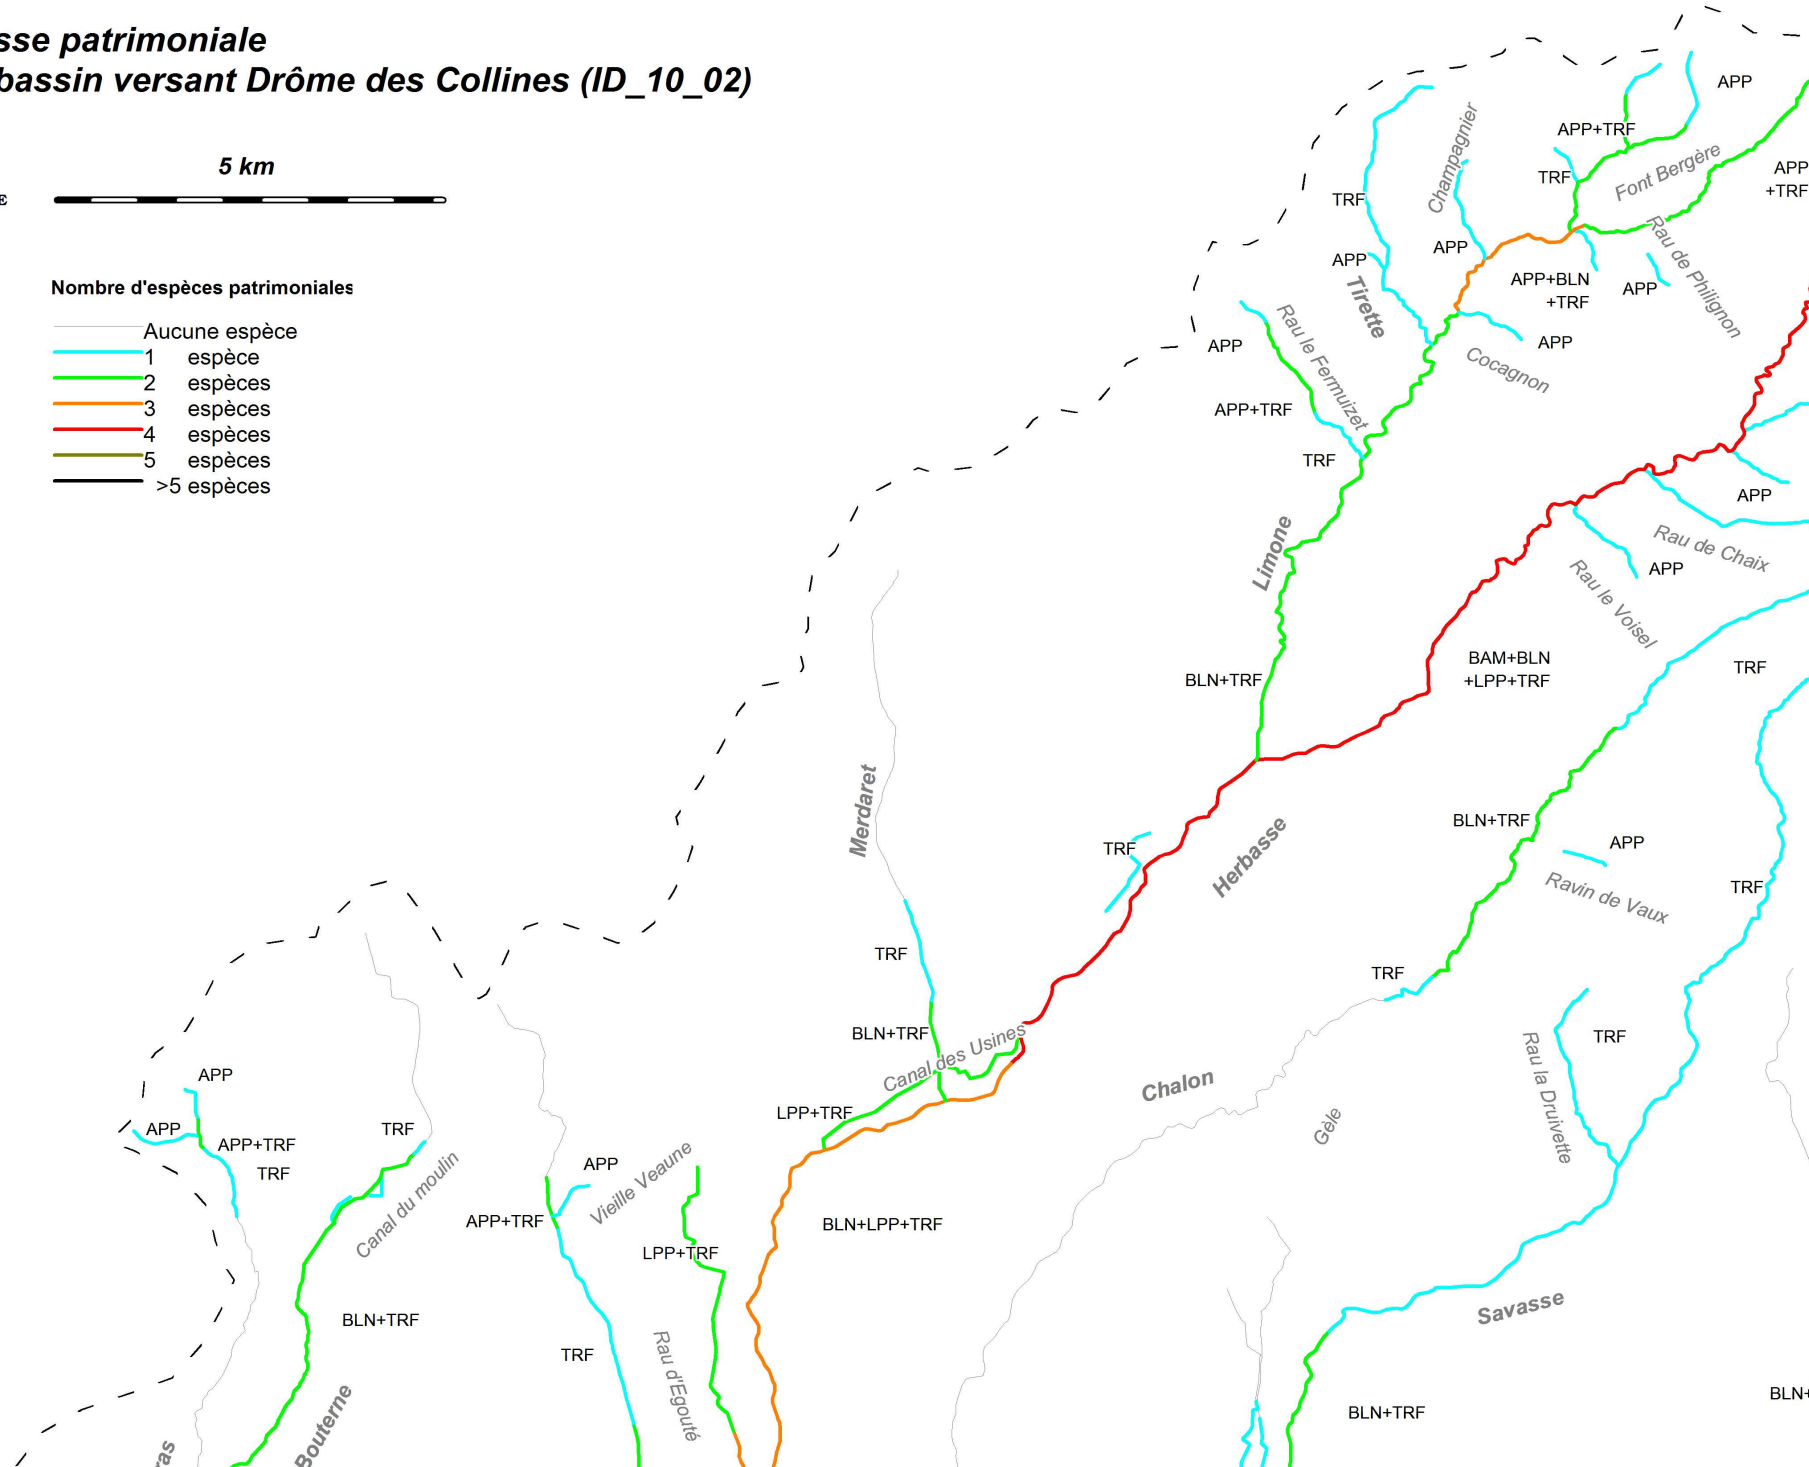 sse patrimoniale
bassin versant Drôme des Collines (ID_10_02)
5 km
Nombre d'espèces patrimoniales
Aucune espèce
1 espèce
2 espèces
3 espèces
4 espèces
5 espèces
>5 espèces
APP
Champagnier
APP+TRF
Font Bergère
TRF
APP
+TRF
TRF
APP
APP
Tirette
APP+BLN
+TRF
APP
Rau de Philignon
Rau le Fermuizet
APP
APP
Cocagnon
APP+TRF
TRF
APP
Limone
Rau de Chaix
APP
Rau le Voisel
BAM+BLN
+LPP+TRF
TRF
BLN+TRF
Merdaret
BLN+TRF
APP
TRF
Herbasse
Ravin de Vaux
TRF
TRF
TRF
BLN+TRF
Canal des Usines
TRF
Rau la Druivette
Chalon
Gèle
APP
LPP+TRF
APP
TRF
APP+TRF
TRF
Canal du moulin
APP
Vieille Veaune
APP+TRF
BLN+LPP+TRF
LPP+TRF
BLN+TRF
Savasse
TRF
Rau d'Egouté
BLN+
BLN+TRF
Bouterne
ras